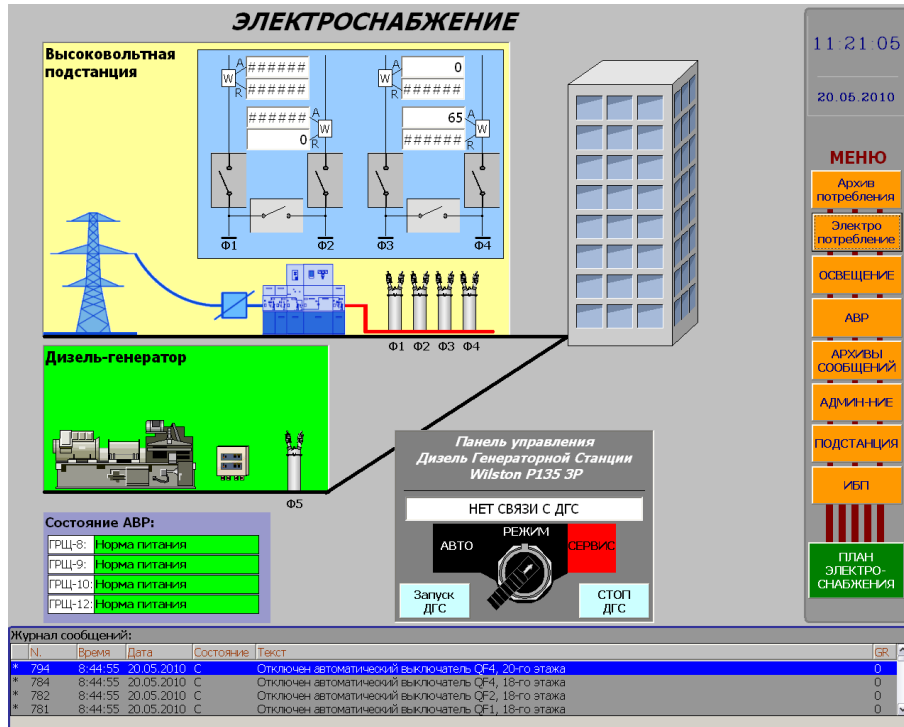 ЭЛЕКТРОСНАБЖЕНИЕ
11:21:05
20.05.2010
Высоковольтная
подстанция
A
######
W
######
R
######
A
0
W
R
A
0
W
######
R
65
A
######
W
R
Ф1
Ф2
Ф3
Ф4
Ф1 Ф2 Ф3 Ф4
Дизель-генератор
Ф5
Панель управления
Дизель Генераторной Станции
Wilston P135 3P
НЕТ СВЯЗИ С ДГС
РЕЖИМ
АВТО
СЕРВИС
Запуск
ДГС
СТОП
ДГС
Состояние АВР:
ГРЩ-8: Норма питания
ГРЩ-9: Норма питания
ГРЩ-10: Норма питания
ГРЩ-12: Норма питания
МЕНЮ
Архив
потребления
Электро
потребление
ОСВЕЩЕНИЕ
АВР
АРХИВЫ
СООБЩЕНИЙ
АДМИН-НИЕ
ПОДСТАНЦИЯ
ИБП
ПЛАН
ЭЛЕКТРО-
СНАБЖЕНИЯ
Журнал сообщений:
N. Время Дата Состояние Текст GR
* 794 8:44:55 20.05.2010 C Отключен автоматический выключатель QF4, 20-го этажа 0
* 784 8:44:55 20.05.2010 C Отключен автоматический выключатель QF4, 18-го этажа 0
* 782 8:44:55 20.05.2010 C Отключен автоматический выключатель QF2, 18-го этажа 0
* 781 8:44:55 20.05.2010 C Отключен автоматический выключатель QF1, 18-го этажа 0